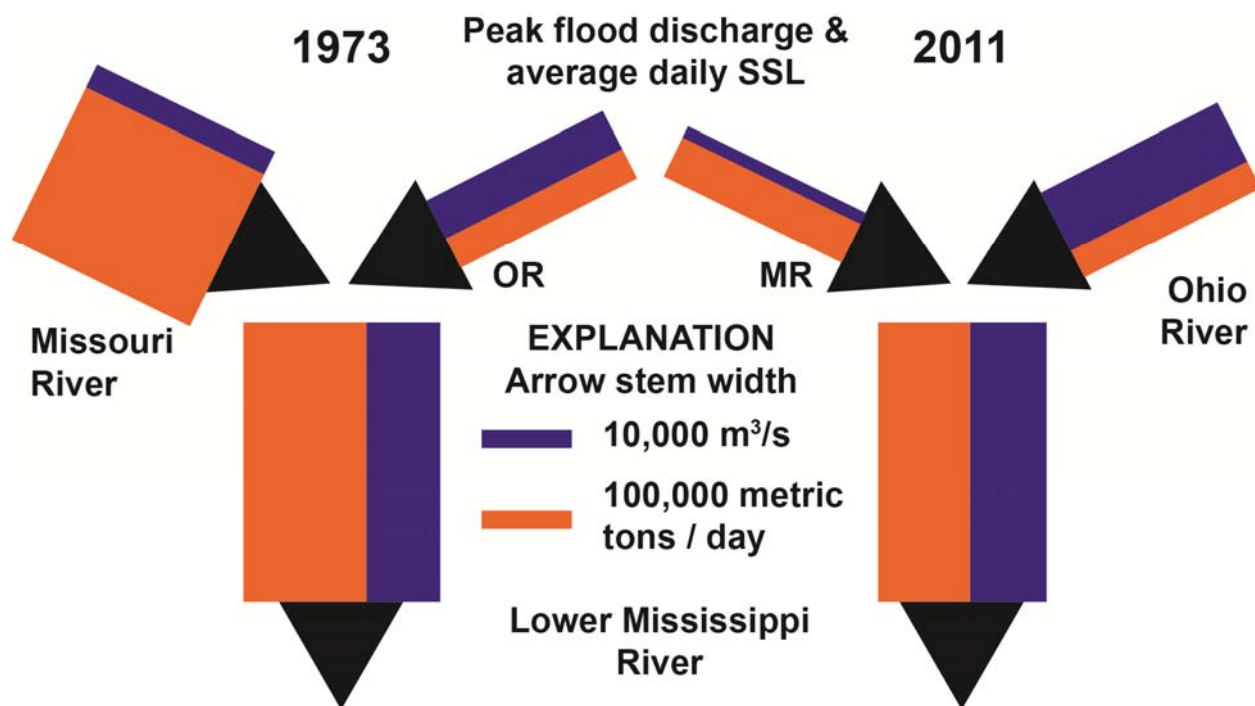 1973
Peak flood discharge &
average daily SSL
2011
OR
MR
Missouri
River
Ohio
River
EXPLANATION
Arrow stem width
10,000 m³/s
100,000 metric
tons / day
Lower Mississippi
River